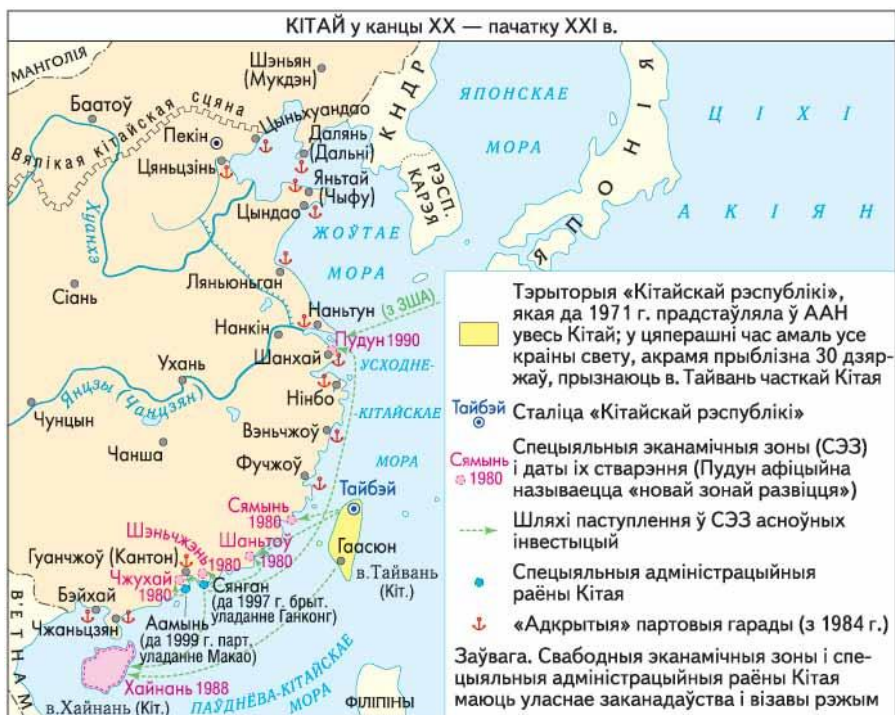 КІТАЙ у канцы XX — пачатку XXI в.
МАНГОЛІЯ
Шэньян
(Мукдэн)
Баатоў
Вялікая кітайская сцяна
Пекін
Цыньхуандао
Цяньцзінь
Далянь
(Дальні)
Яньтай
(Чыфу)
Цындао
КНДР
РЭСП.
КАРЭЯ
ЯПОНСКАЕ
МОРА
ЯПОНІЯ
ЦІХІ
АКІЯН
Хуанхэ
ЖОЎТАЕ
МОРА
Сіань
Ляньюньган
Наньтун
(з ЗША)
Нанкін
Пудун 1990
Шанхай
Ухань
УСХОДНЕ-
КІТАЙСКАЕ
МОРА
Янцзы (Чанцзян)
Нінбо
Чунцын
Вэньчжоў
Чанша
Фучжоў
Сямынь
1980
Тайбэй
Шаньтоў
1980
Шэньчжэнь
1980
Гаасюн
в.Тайвань
(Кіт.)
Гуанчжоў (Кантон)
Чжухай
1980
Сянган
(да 1997 г. брыт.
уладанне Ганконг)
Бэйхай
Чжаньцзян
Аамынь
(да 1999 г. парт.
уладанне Макао)
В'ЕТНАМ
Хайнань 1988
в.Хайнань (Кіт.)
ПАЎДНЁВА-КІТАЙСКАЕ
МОРА
ФІЛІПІНЫ
Тэрыторыя «Кітайскай рэспублікі»,
якая да 1971 г. прадстаўляла ў ААН
увесь Кітай; у цяперашні час амаль усе
краіны свету, акрамя прыблізна 30 дзяр-
жаў, прызнаюць в. Тайвань часткай Кітая
Тайбэй
Сталіца «Кітайскай рэспублікі»
Сямынь
1980
Спецыяльныя эканамічныя зоны (СЭЗ)
і даты іх стварэння (Пудун афіцыйна
называецца «новай зонай развіцця»)
Шляхі паступлення ў СЭЗ асноўных
інвестыцый
Спецыяльныя адміністрацыйныя
раёны Кітая
«Адкрытыя» партовыя гарады (з 1984 г.)
Заўвага. Свабодныя эканамічныя зоны і спе-
цыяльныя адміністрацыйныя раёны Кітая
маюць уласнае заканадаўства і візавы рэжым